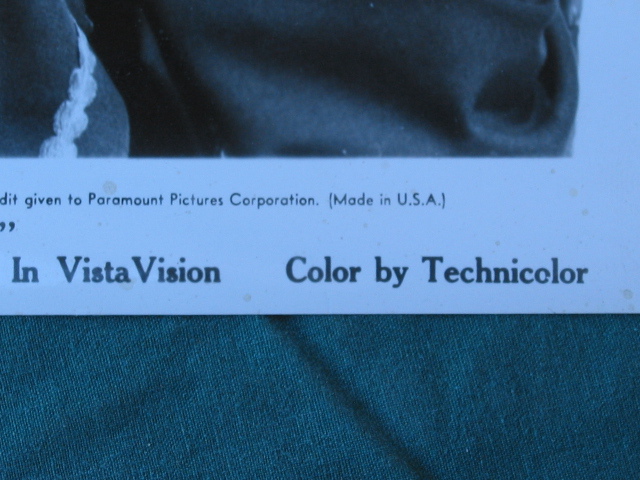 dit given to Paramount Pictures Corporation. (Made in U.S.A.)
”
In VistaVision Color by Technicolor